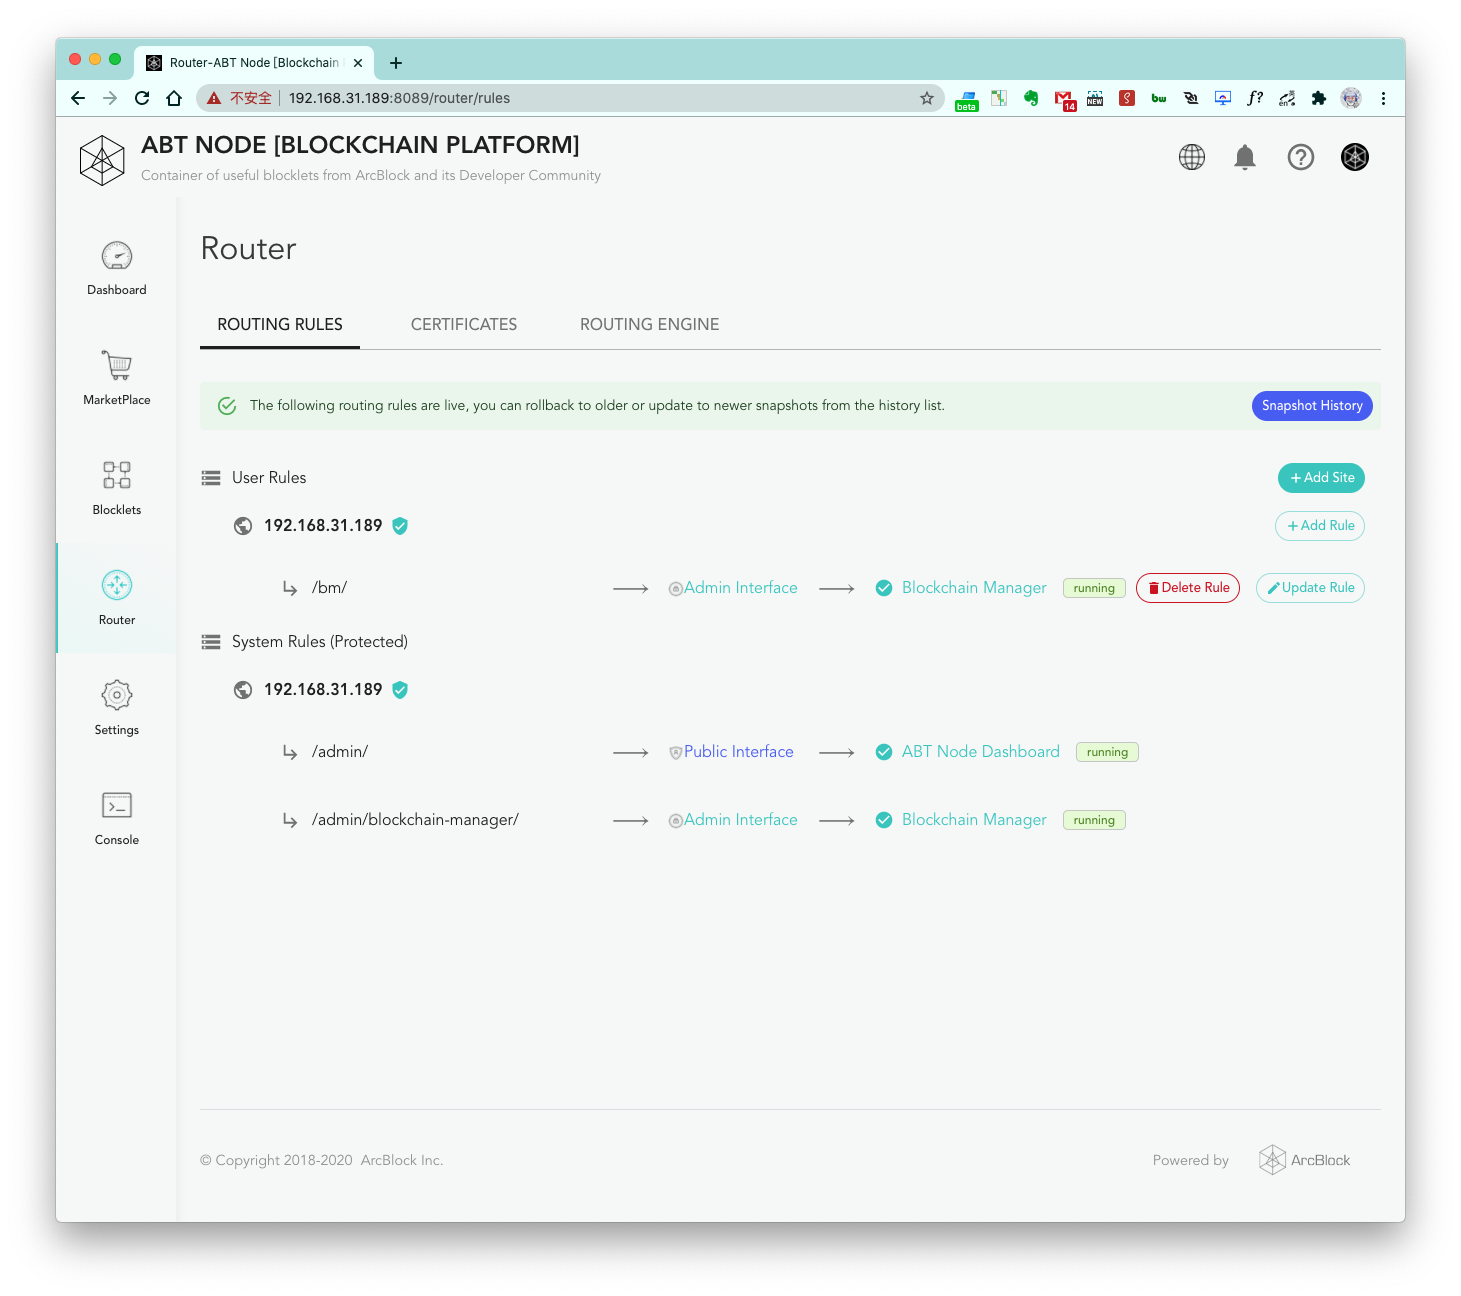 Router-ABT Node [Blockchain
不安全 192.168.31.189:8089/router/rules
beta
14
NEW
bw
f?
en
ABT NODE [BLOCKCHAIN PLATFORM]
Container of useful blocklets from ArcBlock and its Developer Community
Dashboard
MarketPlace
Blocklets
Router
Settings
Console
Router
ROUTING RULES CERTIFICATES ROUTING ENGINE
The following routing rules are live, you can rollback to older or update to newer snapshots from the history list. Snapshot History
User Rules + Add Site
192.168.31.189 + Add Rule
/bm/ Admin Interface Blockchain Manager running Delete Rule Update Rule
System Rules (Protected)
192.168.31.189
/admin/ Public Interface ABT Node Dashboard running
/admin/blockchain-manager/ Admin Interface Blockchain Manager running
© Copyright 2018-2020 ArcBlock Inc. Powered by ArcBlock